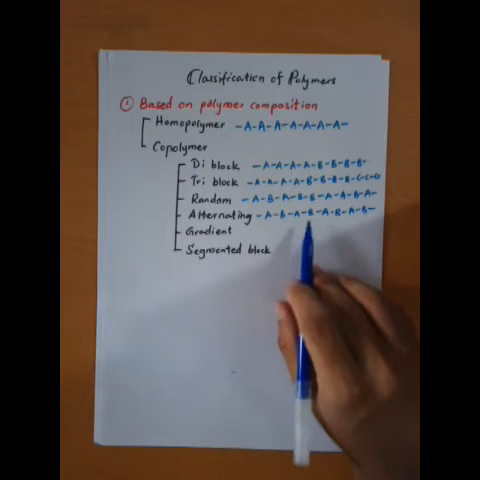 Classification of Polymers
① Based on polymer composition
Homopolymer -A-A-A-A-A-A-A-
Copolymer
Di block -A-A-A-A-B-B-B-B-
Tri block -A-A-A-A-B-B-B-B-C-C-C
Random -A-B-A-B-B-A-A-B-A-
Alternating -A-B-A-B-A-B-A-B-
Gradient
Segmented block